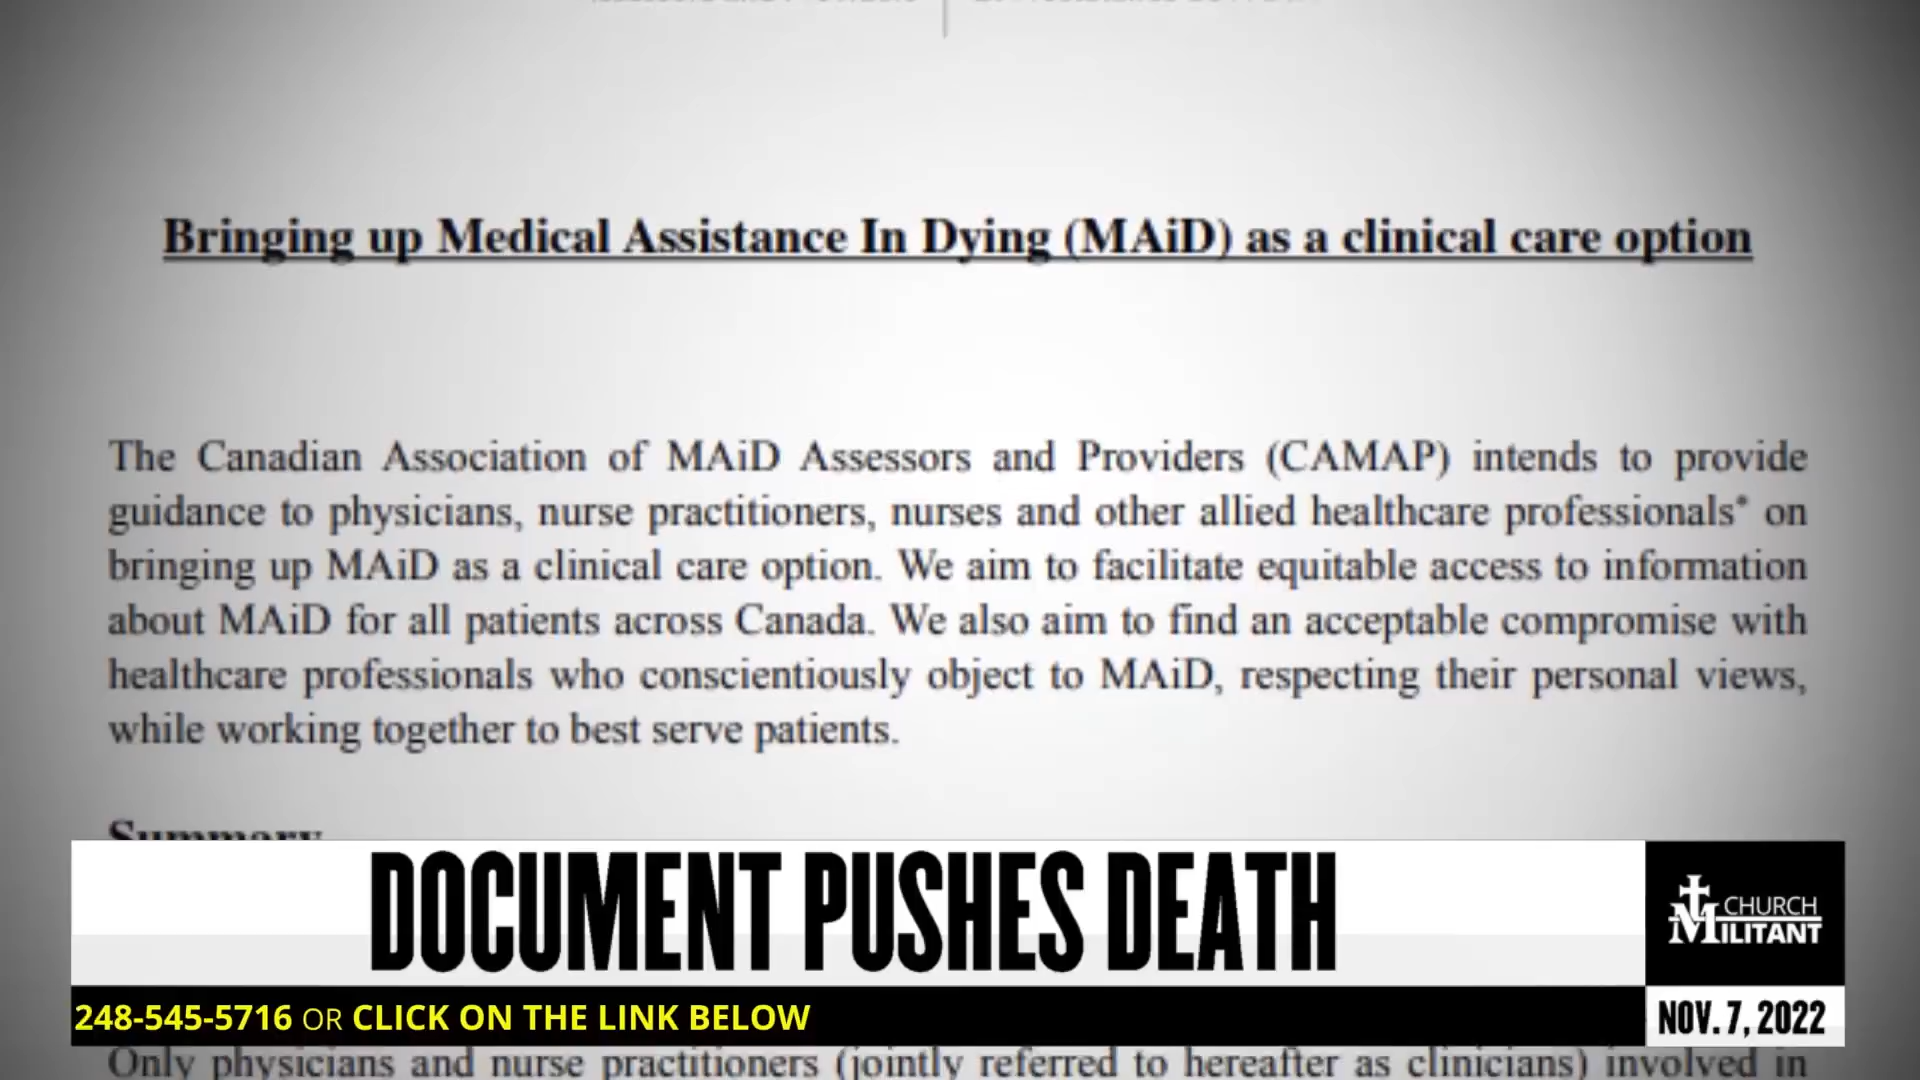 Bringing up Medical Assistance In Dying (MAiD) as a clinical care option
The Canadian Association of MAiD Assessors and Providers (CAMAP) intends to provide
guidance to physicians, nurse practitioners, nurses and other allied healthcare professionals* on
bringing up MAiD as a clinical care option. We aim to facilitate equitable access to information
about MAiD for all patients across Canada. We also aim to find an acceptable compromise with
healthcare professionals who conscientiously object to MAiD, respecting their personal views,
while working together to best serve patients.
Summary
DOCUMENT PUSHES DEATH
CHURCH
MILITANT
248-545-5716 OR CLICK ON THE LINK BELOW
NOV. 7, 2022
Only physicians and nurse practitioners (jointly referred to hereafter as clinicians) involved in